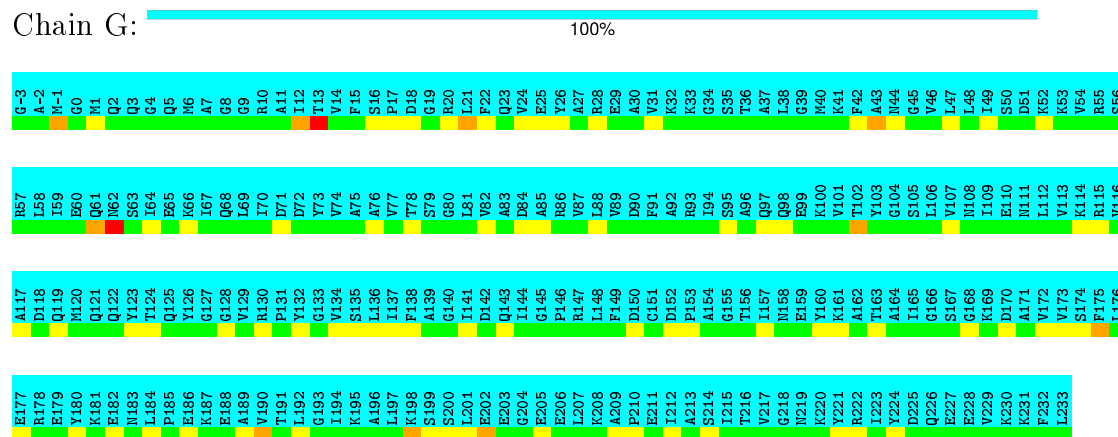 Chain G:
100%
G-3 A-2 M-1 G0 M1 Q2 Q3 G4 Q5 M6 A7 G8 G9 R10 A11 I12 T13 V14 F15 S16 P17 D18 G19 R20 L21 F22 Q23 V24 E25 Y26 A27 R28 E29 A30 V31 K32 K33 G34 S35 T36 A37 L38 G39 M40 K41 F42 A43 N44 G45 V46 L47 L48 I49 S50 D51 K52 K53 V54 R55 S56
R57 L58 I59 E60 Q61 N62 S63 I64 E65 K66 I67 Q68 L69 I70 D71 D72 Y73 V74 A75 A76 V77 T78 S79 G80 L81 V82 A83 D84 A85 R86 V87 L88 V89 D90 F91 A92 R93 I94 S95 A96 Q97 Q98 E99 K100 V101 T102 Y103 G104 S105 L106 V107 N108 I109 E110 N111 L112 V113 K114 R115
A117 D118 Q119 M120 Q121 Q122 Y123 T124 Q125 Y126 G127 G128 V129 R130 P131 Y132 G133 V134 S135 L136 I137 F138 A139 G140 I141 D142 Q143 I144 G145 P146 R147 L148 F149 D150 C151 D152 P153 A154 G155 T156 I157 N158 E159 Y160 K161 A162 T163 A164 I165 G166 S167 G168 K169 D170 A171 V172 V173 S174 F175 L176
E177 R178 E179 Y180 K181 E182 N183 L184 P185 E186 K187 E188 A189 V190 T191 L192 G193 I194 K195 A196 L197 K198 S199 S200 L201 E202 E203 G204 E205 E206 L207 K208 A209 P210 E211 I212 A213 S214 I215 T216 V217 G218 N219 K220 Y221 R222 I223 Y224 D225 Q226 E227 E228 V229 K230 K231 F232 L233